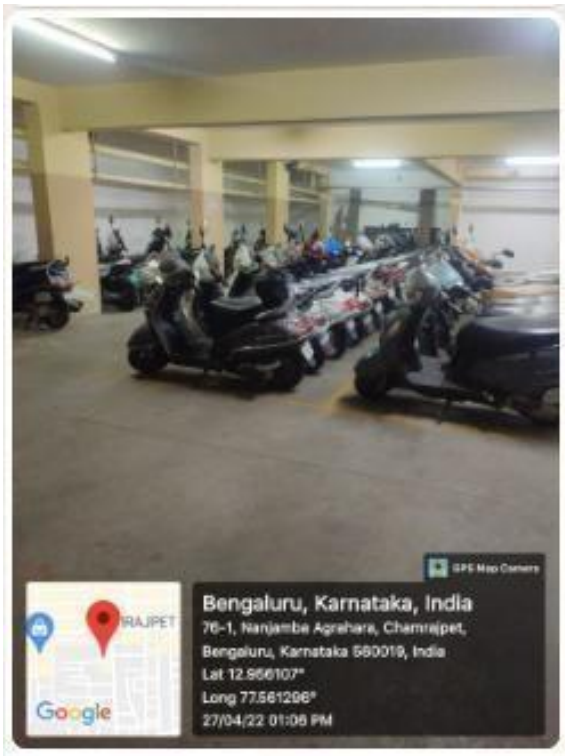 GPS Map Camera
Bengaluru, Karnataka, India
76-1, Nanjamba Agrahara, Chamrajpet,
Bengaluru, Karnataka 560019, India
Lat 12.956107°
Long 77.561296°
27/04/22 01:06 PM
IRAJPET
Google